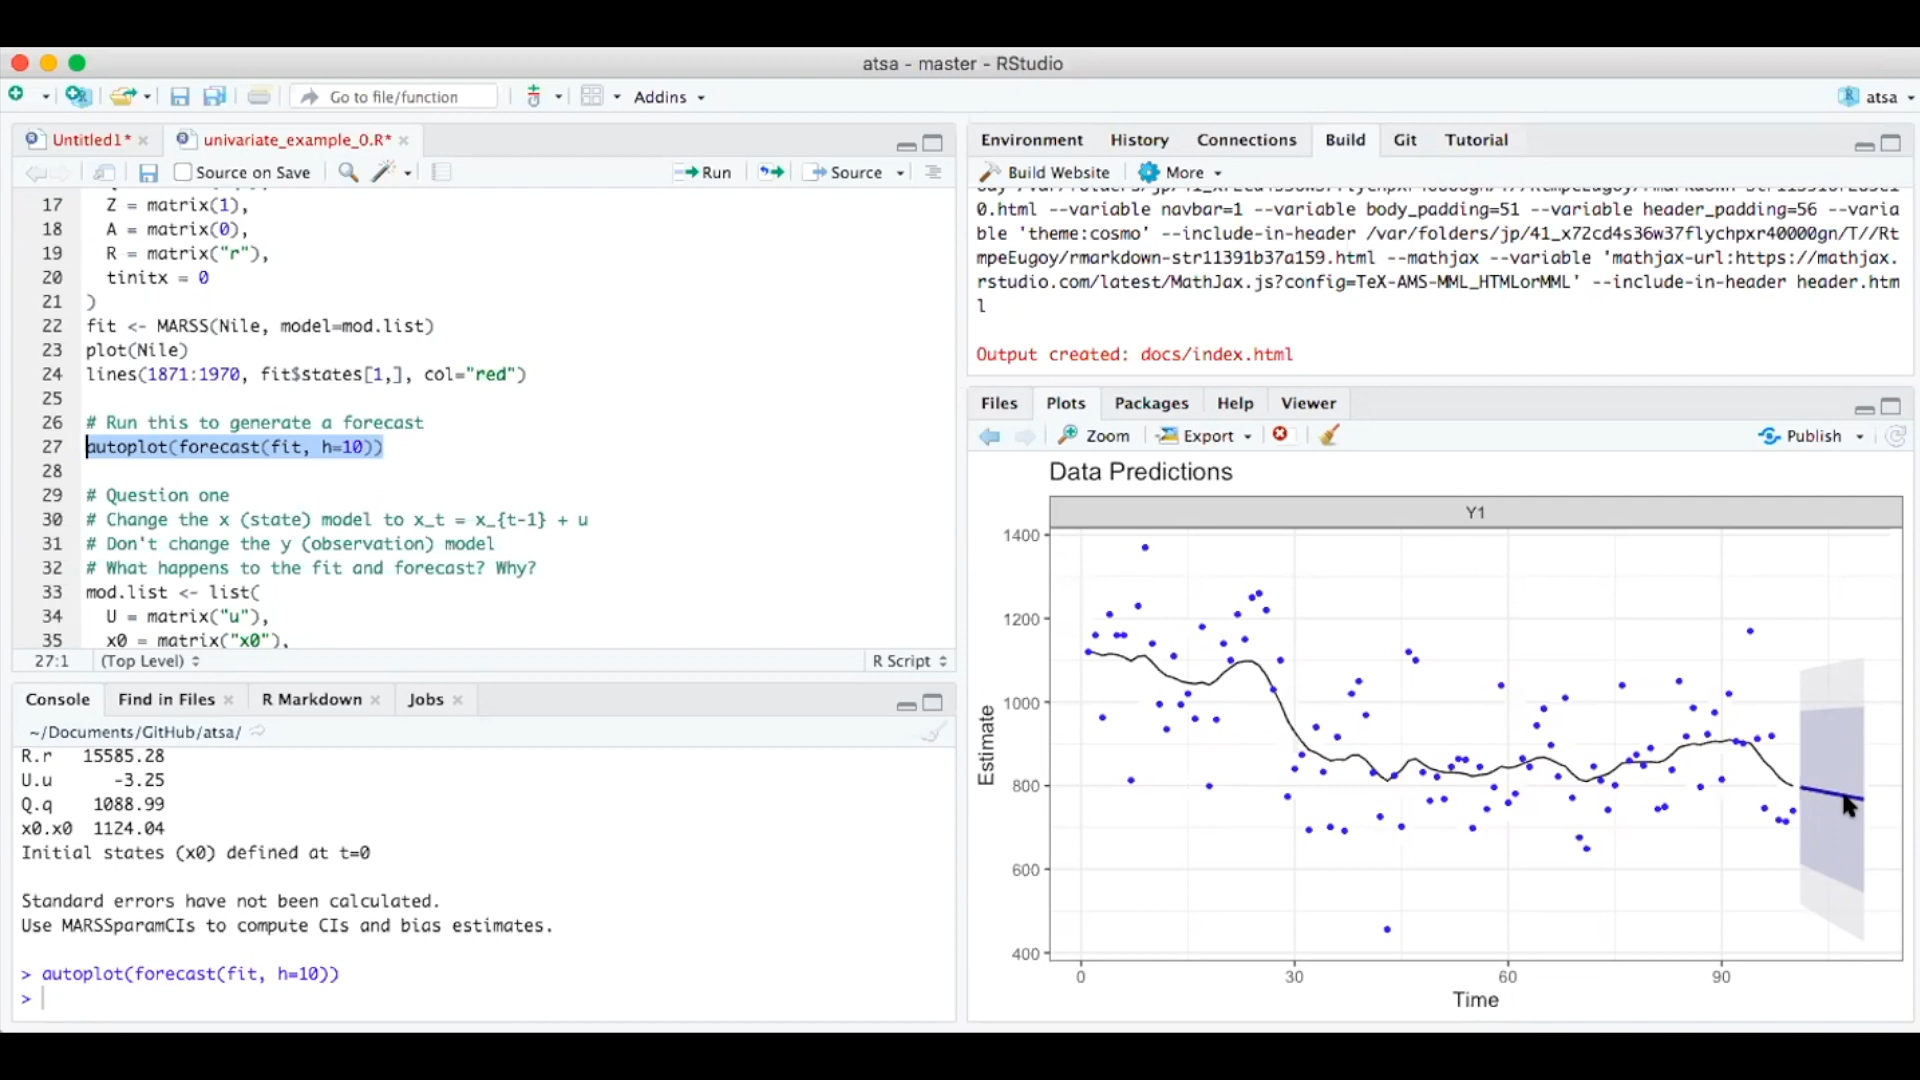 atsa - master - RStudio
Go to file/function
Addins
atsa
Untitled1*
univariate_example_0.R*
Source on Save
Run
Source
17 Z = matrix(1),
18 A = matrix(0),
19 R = matrix("r"),
20 tinitx = 0
21 )
22 fit <- MARSS(Nile, model=mod.list)
23 plot(Nile)
24 lines(1871:1970, fit$states[1,], col="red")
25
26 # Run this to generate a forecast
27 autoplot(forecast(fit, h=10))
28
29 # Question one
30 # Change the x (state) model to x_t = x_{t-1} + u
31 # Don't change the y (observation) model
32 # What happens to the fit and forecast? Why?
33 mod.list <- list(
34 U = matrix("u"),
35 x0 = matrix("x0"),
27:1 (Top Level) R Script
Console Find in Files R Markdown Jobs
~/Documents/GitHub/atsa/
R.r 15585.28
U.u -3.25
Q.q 1088.99
x0.x0 1124.04
Initial states (x0) defined at t=0
Standard errors have not been calculated.
Use MARSSparamCIs to compute CIs and bias estimates.
> autoplot(forecast(fit, h=10))
>
Environment History Connections Build Git Tutorial
Build Website More
0.html --variable navbar=1 --variable body_padding=51 --variable header_padding=56 --varia
ble 'theme:cosmo' --include-in-header /var/folders/jp/41_x72cd4s36w37flychpxr40000gn/T//Rt
mpeEugoy/rmarkdown-str11391b37a159.html --mathjax --variable 'mathjax-url:https://mathjax.
rstudio.com/latest/MathJax.js?config=TeX-AMS-MML_HTMLorMML' --include-in-header header.htm
l
Output created: docs/index.html
Files Plots Packages Help Viewer
Zoom Export Publish
Data Predictions
Y1
1400
1200
1000
800
600
400
Estimate
0 30 60 90
Time